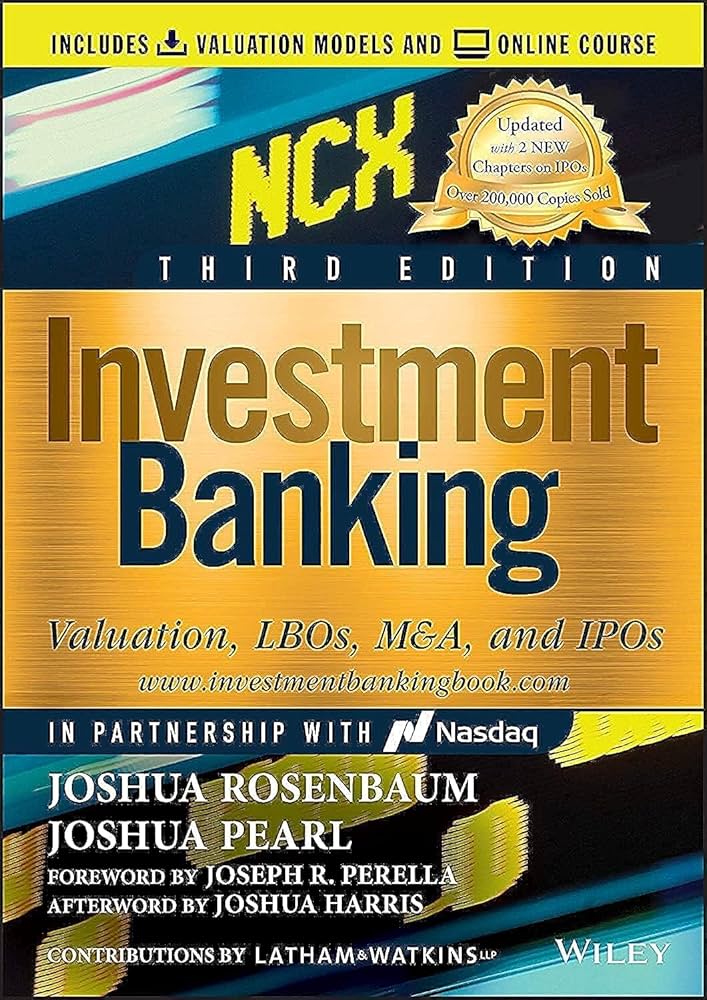 INCLUDES VALUATION MODELS AND ONLINE COURSE
NCX
Updated
with 2 NEW
Chapters on IPOs
Over 200,000 Copies Sold
THIRD EDITION
Investment
Banking
Valuation, LBOs, M&A, and IPOs
www.investmentbankingbook.com
IN PARTNERSHIP WITH Nasdaq
JOSHUA ROSENBAUM
JOSHUA PEARL
FOREWORD BY JOSEPH R. PERELLA
AFTERWORD BY JOSHUA HARRIS
CONTRIBUTIONS BY LATHAM&WATKINS LLP
WILEY